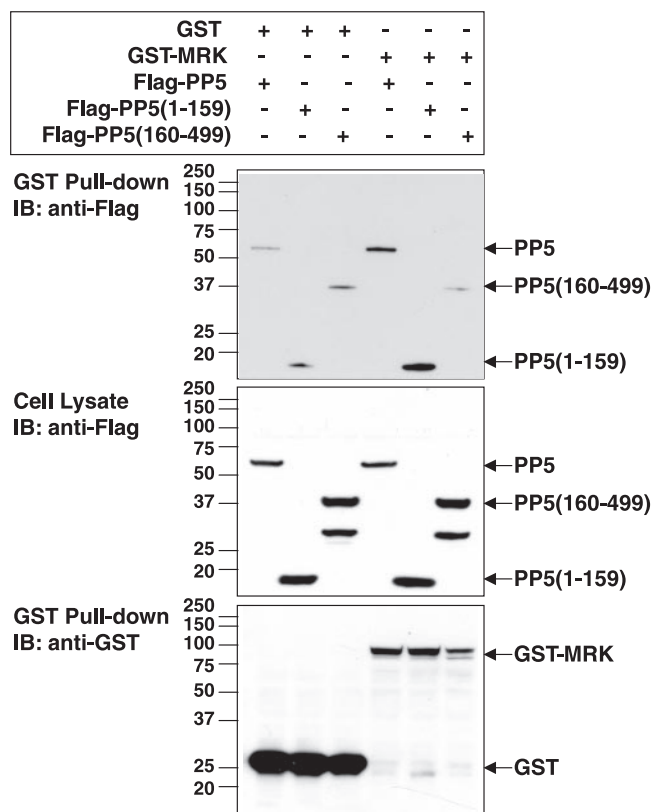 GST + + + - - -
GST-MRK - - - + + +
Flag-PP5 + - - + - -
Flag-PP5(1-159) - + - - + -
Flag-PP5(160-499) - - + - - +
GST Pull-down
IB: anti-Flag
250
150
100
75
50
37
25
20
PP5
PP5(160-499)
PP5(1-159)
Cell Lysate
IB: anti-Flag
250
150
100
75
50
37
25
20
PP5
PP5(160-499)
PP5(1-159)
GST Pull-down
IB: anti-GST
250
150
100
75
50
37
25
20
GST-MRK
GST